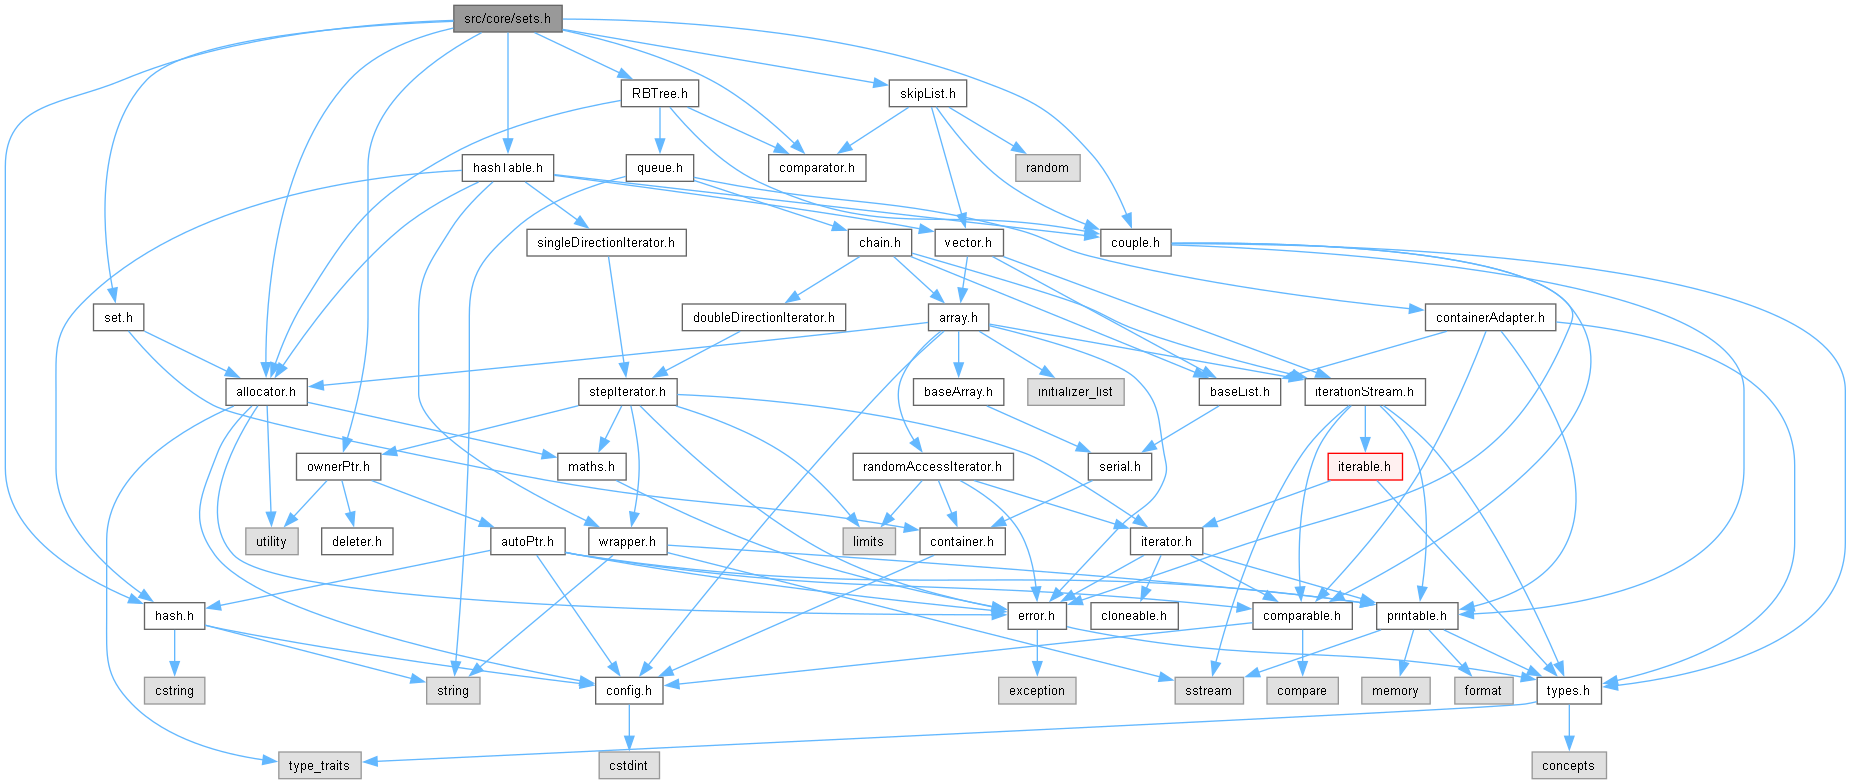 src/core/sets.h
RBTree.h
skipList.h
hashTable.h
queue.h
comparator.h
random
singleDirectionIterator.h
chain.h
vector.h
couple.h
set.h
doubleDirectionIterator.h
array.h
containerAdapter.h
allocator.h
stepIterator.h
baseArray.h
initializer_list
baseList.h
iterationStream.h
ownerPtr.h
maths.h
randomAccessIterator.h
serial.h
iterable.h
utility
deleter.h
autoPtr.h
wrapper.h
limits
container.h
iterator.h
hash.h
error.h
cloneable.h
comparable.h
printable.h
cstring
string
config.h
exception
sstream
compare
memory
format
types.h
type_traits
cstdint
concepts